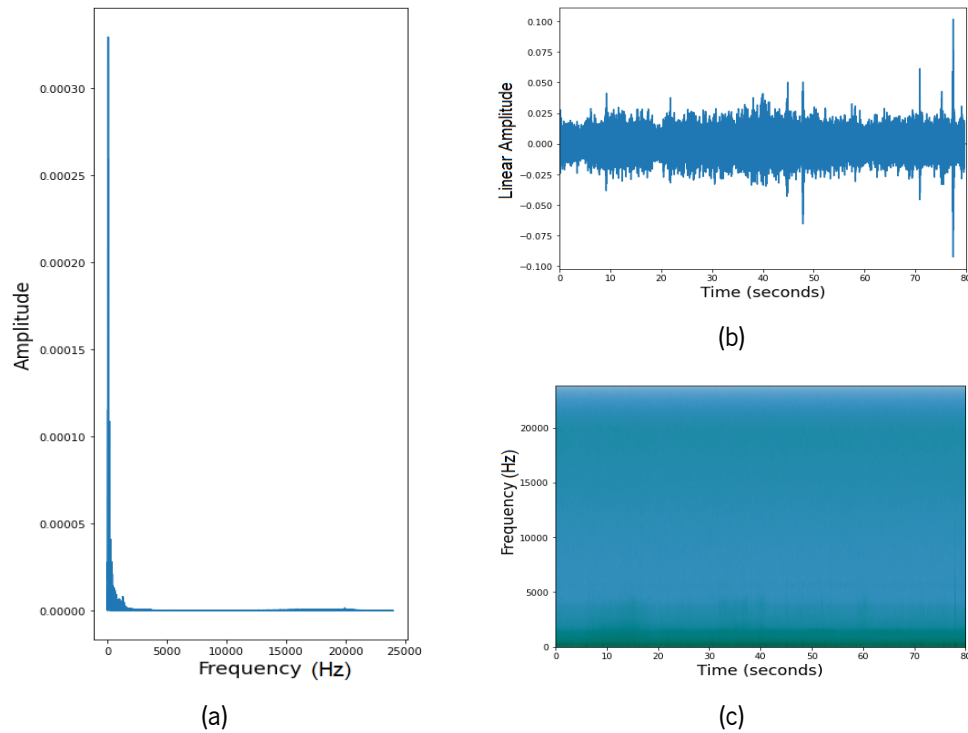 Amplitude
0.00030
0.00025
0.00020
0.00015
0.00010
0.00005
0.00000
0 5000 10000 15000 20000 25000
Frequency (Hz)
(a)
Linear Amplitude
0.100
0.075
0.050
0.025
0.000
−0.025
−0.050
−0.075
−0.100
0 10 20 30 40 50 60 70 80
Time (seconds)
(b)
Frequency (Hz)
20000
15000
10000
5000
0
0 10 20 30 40 50 60 70 80
Time (seconds)
(c)